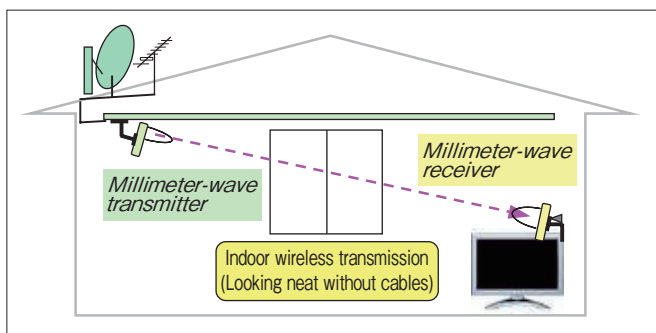 Millimeter-wave
transmitter
Millimeter-wave
receiver
Indoor wireless transmission
(Looking neat without cables)